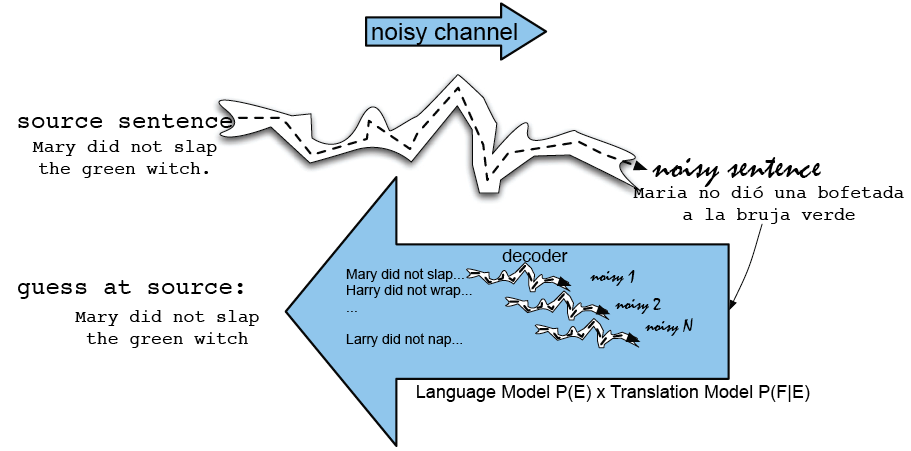 noisy channel
source sentence
Mary did not slap
the green witch.
noisy sentence
Maria no dió una bofetada
a la bruja verde
decoder
Mary did not slap...
noisy 1
Harry did not wrap...
noisy 2
...
noisy N
Larry did not nap...
guess at source:
Mary did not slap
the green witch
Language Model P(E) x Translation Model P(F|E)